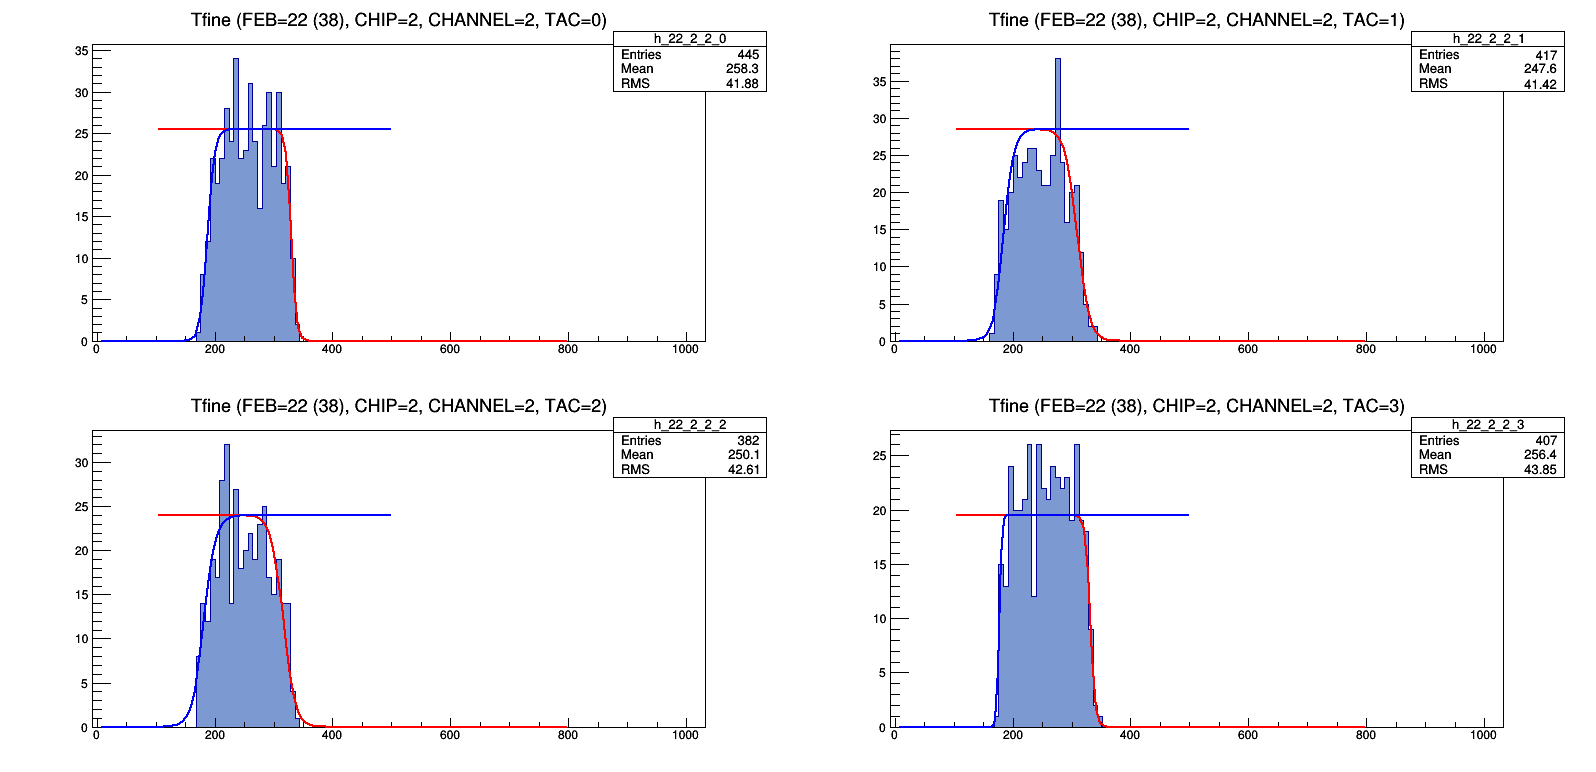 Tfine (FEB=22 (38), CHIP=2, CHANNEL=2, TAC=0)
h_22_2_2_0
Entries 445
Mean 258.3
RMS 41.88
35
30
25
20
15
10
5
0
0 200 400 600 800 1000
Tfine (FEB=22 (38), CHIP=2, CHANNEL=2, TAC=1)
h_22_2_2_1
Entries 417
Mean 247.6
RMS 41.42
35
30
25
20
15
10
5
0
0 200 400 600 800 1000
Tfine (FEB=22 (38), CHIP=2, CHANNEL=2, TAC=2)
h_22_2_2_2
Entries 382
Mean 250.1
RMS 42.61
30
25
20
15
10
5
0
0 200 400 600 800 1000
Tfine (FEB=22 (38), CHIP=2, CHANNEL=2, TAC=3)
h_22_2_2_3
Entries 407
Mean 256.4
RMS 43.85
25
20
15
10
5
0
0 200 400 600 800 1000